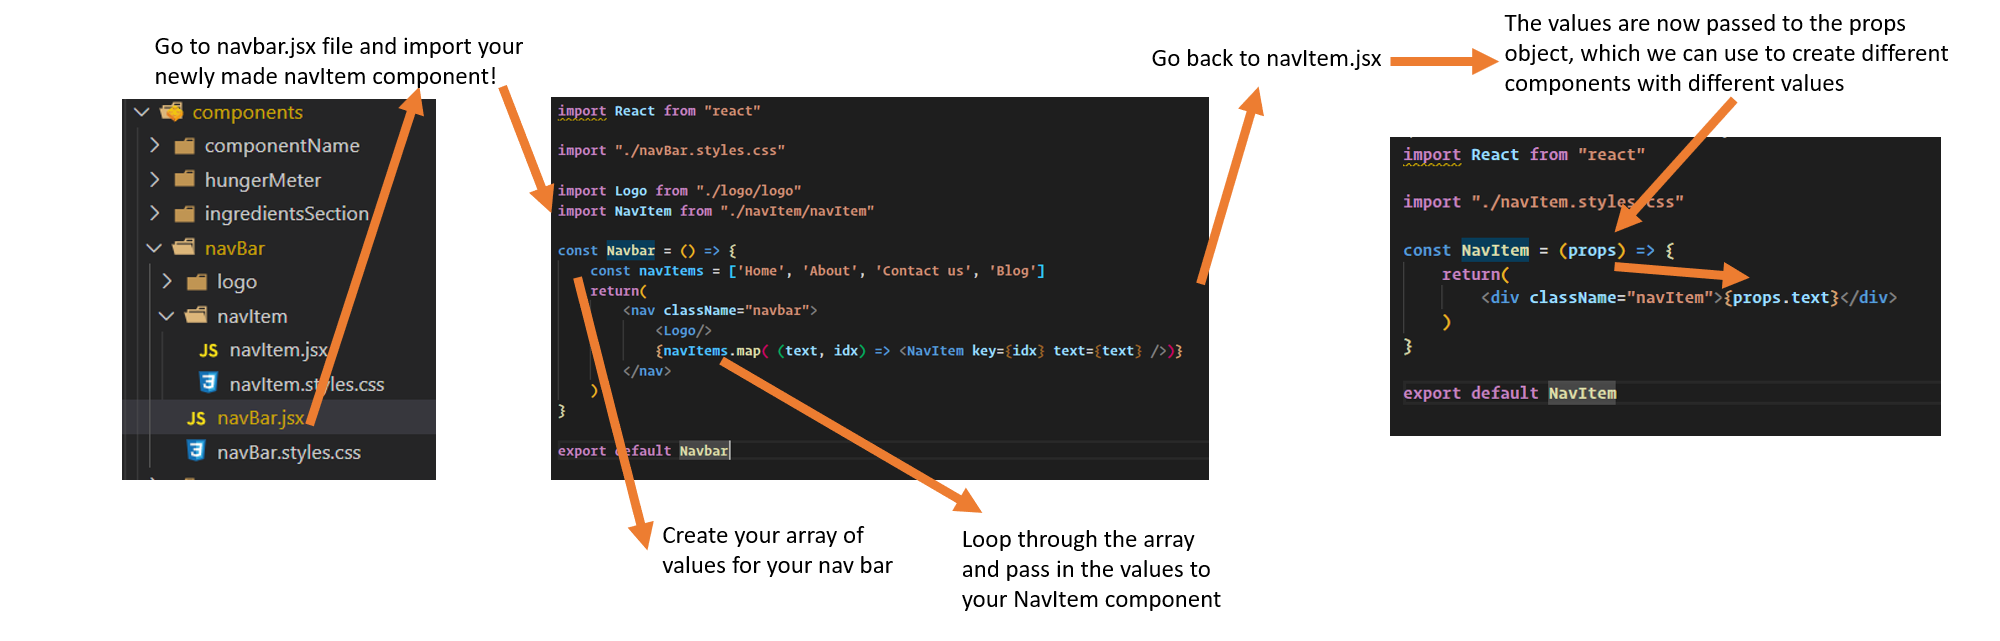 Go to navbar.jsx file and import your
newly made navItem component!
components
componentName
hungerMeter
ingredientsSection
navBar
logo
navItem
JS navItem.jsx
navItem.styles.css
JS navBar.jsx
navBar.styles.css
import React from "react"
import "./navBar.styles.css"
import Logo from "./logo/logo"
import NavItem from "./navItem/navItem"
const Navbar = () => {
const navItems = ['Home', 'About', 'Contact us', 'Blog']
return(
<nav className="navbar">
<Logo/>
{navItems.map( (text, idx) => <NavItem key={idx} text={text} />)}
</nav>
)
}
export default Navbar
Create your array of
values for your nav bar
Loop through the array
and pass in the values to
your NavItem component
Go back to navItem.jsx
The values are now passed to the props
object, which we can use to create different
components with different values
import React from "react"
import "./navItem.styles.css"
const NavItem = (props) => {
return(
<div className="navItem">{props.text}</div>
)
}
export default NavItem